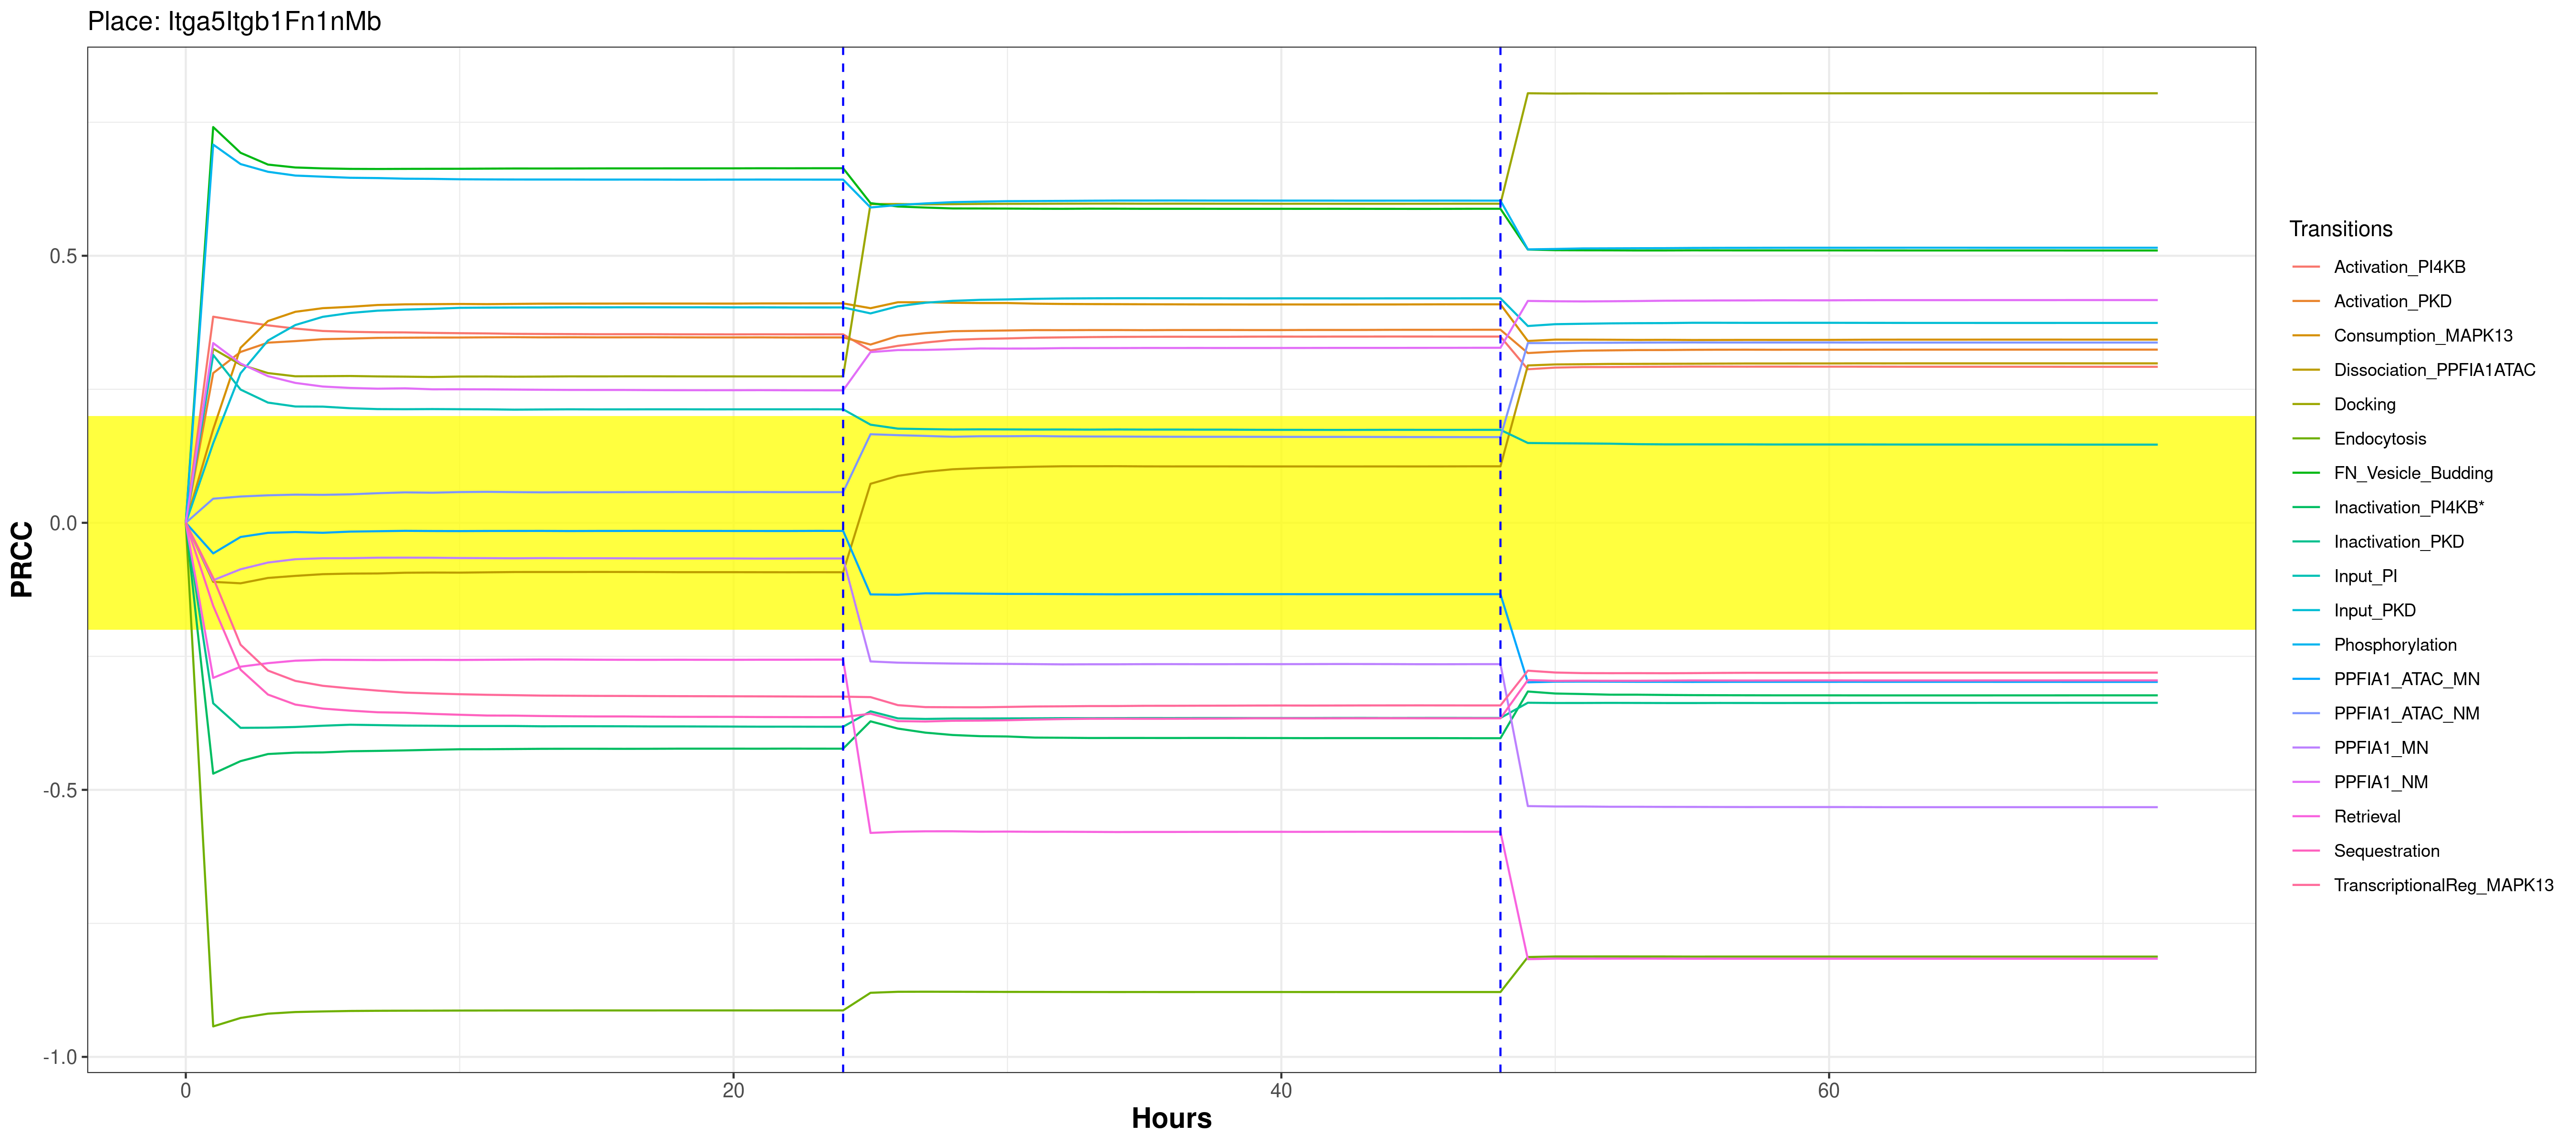 Place: Itga5Itgb1Fn1nMb
PRCC
0.5
0.0
-0.5
-1.0
0
20
40
60
Hours
Transitions
Activation_PI4KB
Activation_PKD
Consumption_MAPK13
Dissociation_PPFIA1ATAC
Docking
Endocytosis
FN_Vesicle_Budding
Inactivation_PI4KB*
Inactivation_PKD
Input_PI
Input_PKD
Phosphorylation
PPFIA1_ATAC_MN
PPFIA1_ATAC_NM
PPFIA1_MN
PPFIA1_NM
Retrieval
Sequestration
TranscriptionalReg_MAPK13